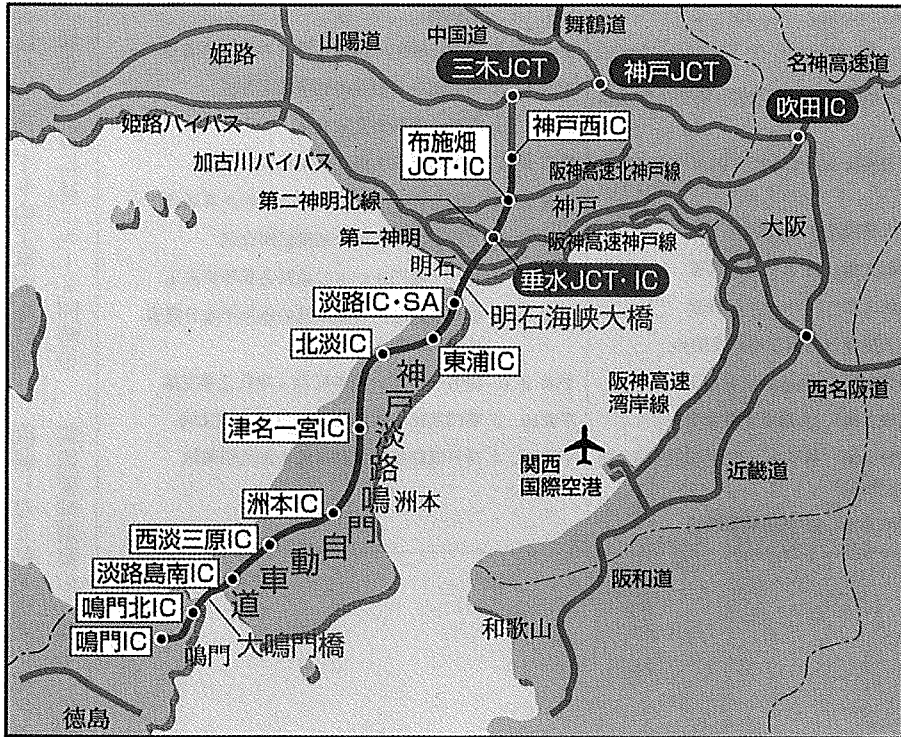 舞鶴道
中国道
山陽道
姫路
三木JCT
神戸JCT
名神高速道
吹田IC
姫路バイパス
神戸西IC
布施畑
JCT・IC
加古川バイパス
阪神高速北神戸線
第二神明北線
神戸
第二神明
阪神高速神戸線
大阪
明石
垂水JCT・IC
淡路IC・SA
明石海峡大橋
北淡IC
東浦IC
阪神高速
湾岸線
西名阪道
神戸淡路鳴門自動車道
津名一宮IC
関西
国際空港
近畿道
洲本IC
洲本
西淡三原IC
淡路島南IC
阪和道
鳴門北IC
和歌山
鳴門IC
鳴門
大鳴門橋
徳島